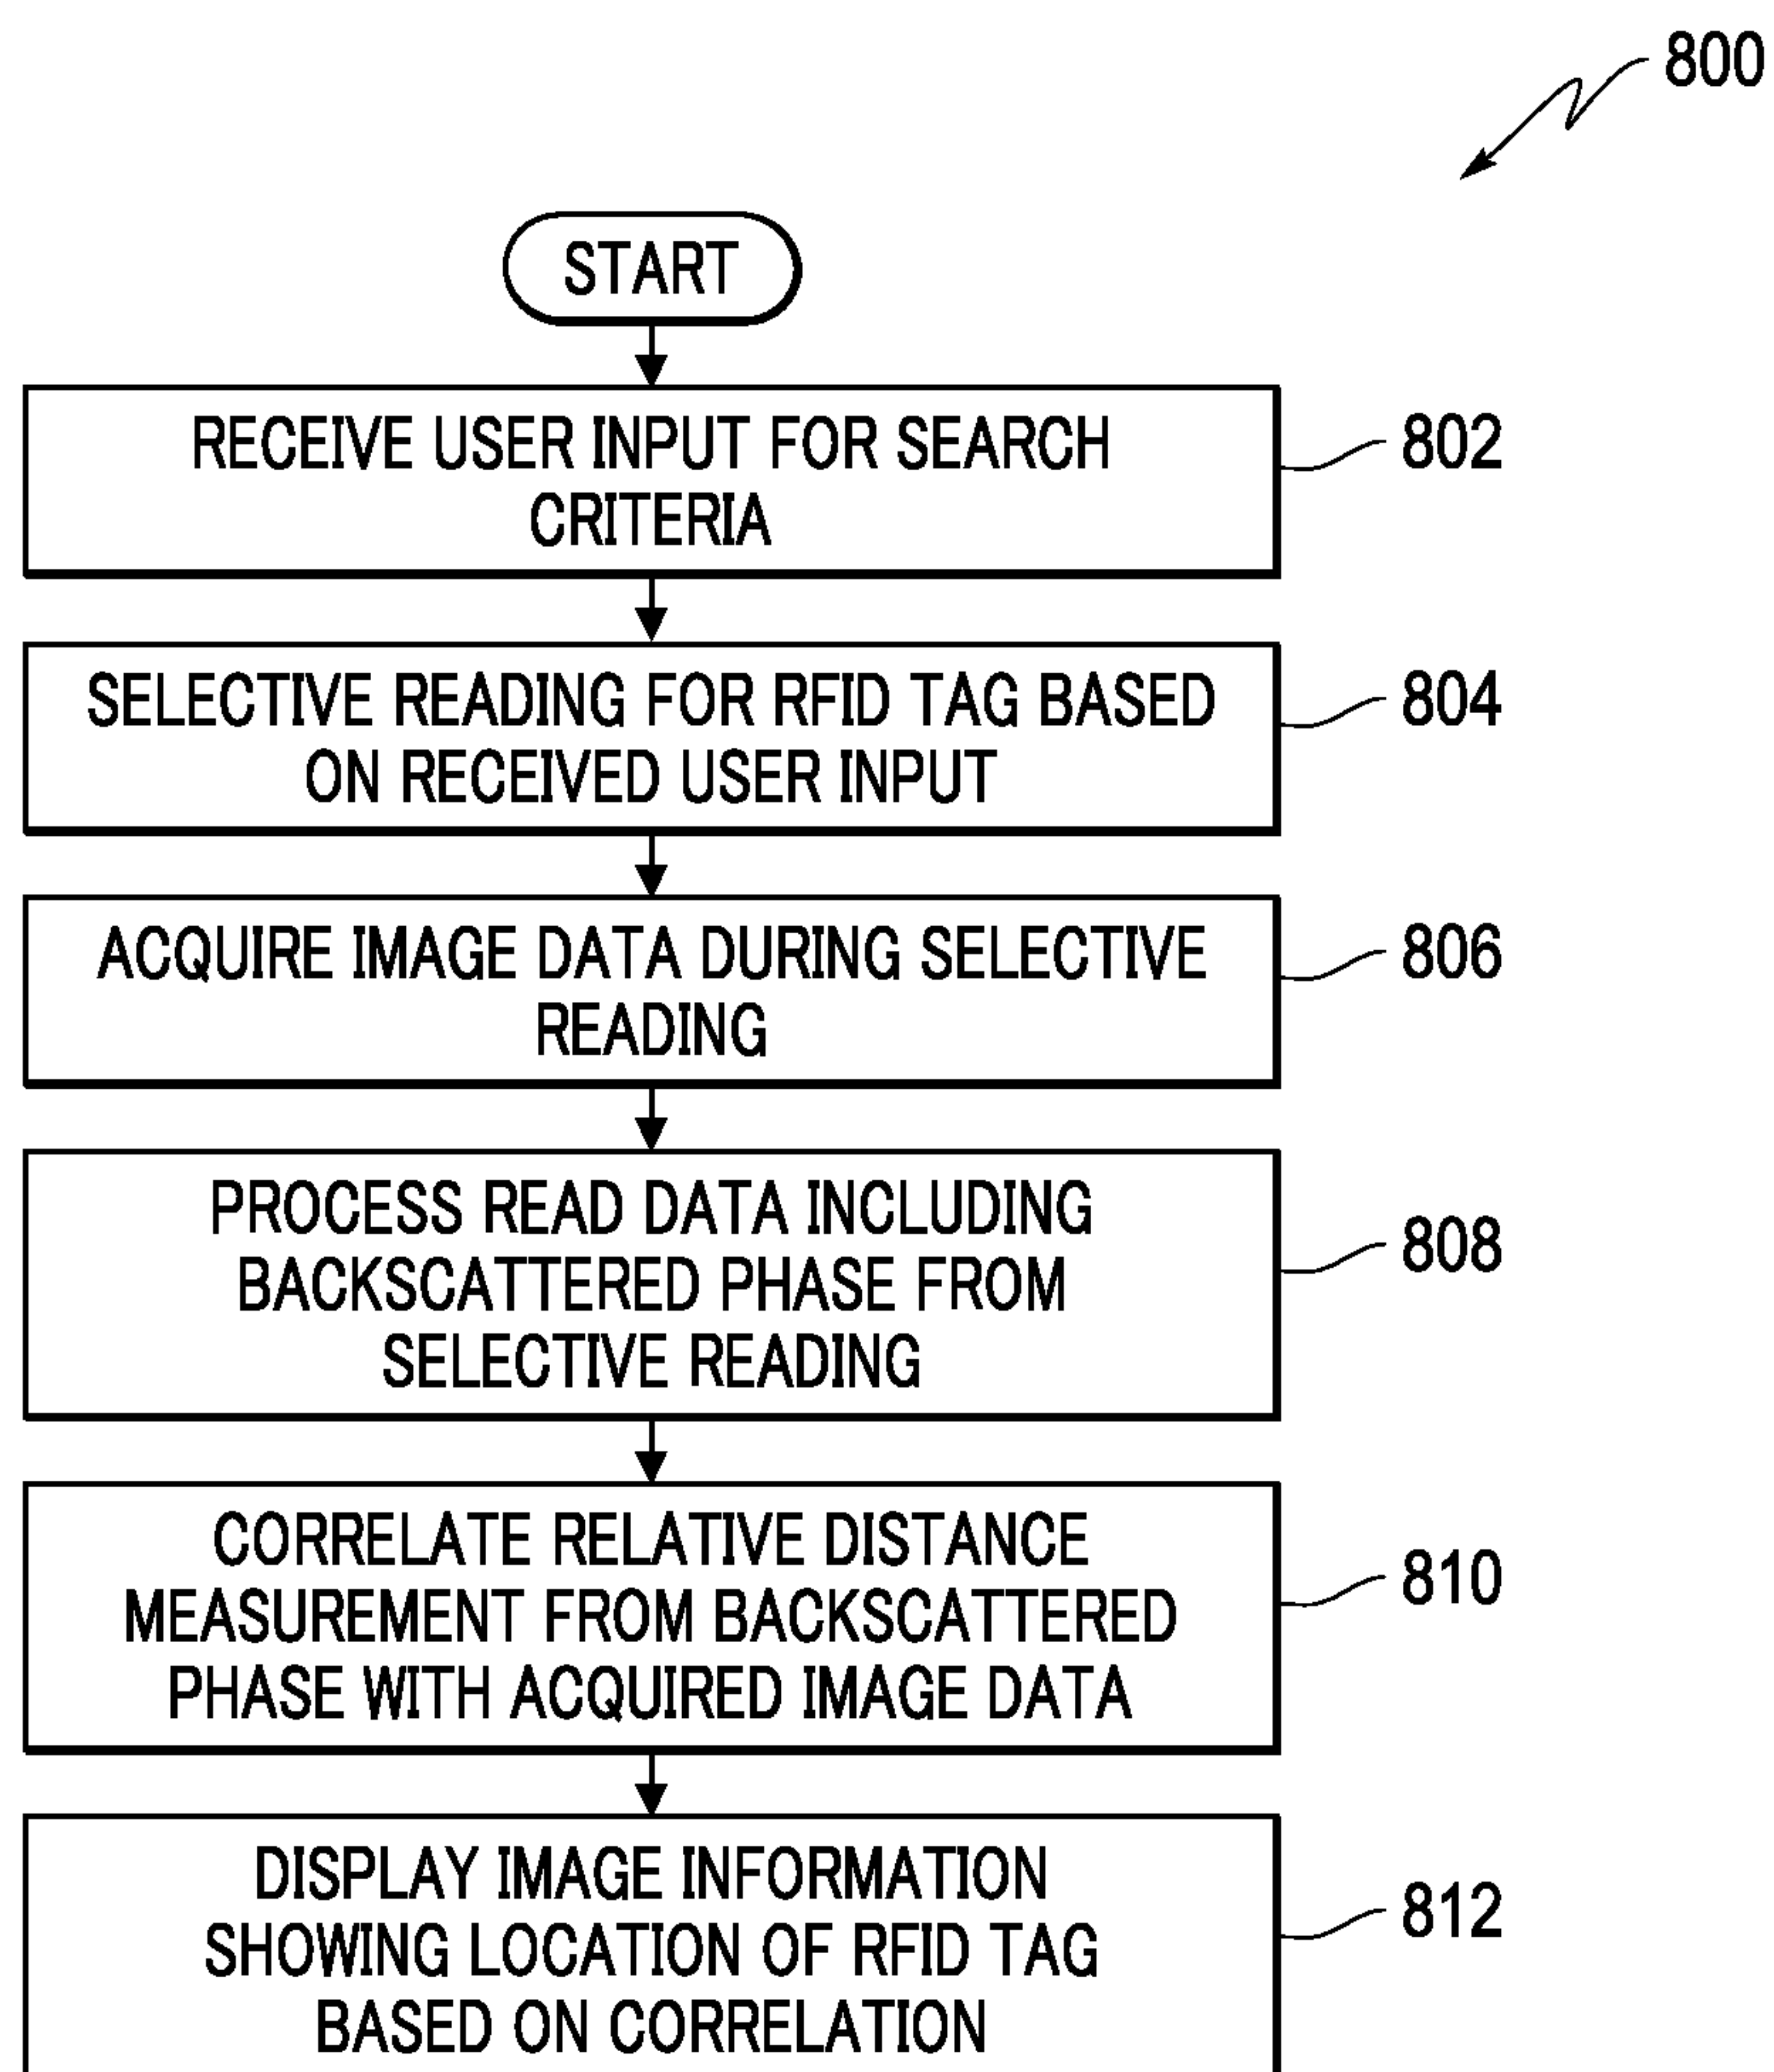 800
START
RECEIVE USER INPUT FOR SEARCH
CRITERIA
802
SELECTIVE READING FOR RFID TAG BASED
ON RECEIVED USER INPUT
804
ACQUIRE IMAGE DATA DURING SELECTIVE
READING
806
PROCESS READ DATA INCLUDING
BACKSCATTERED PHASE FROM
SELECTIVE READING
808
CORRELATE RELATIVE DISTANCE
MEASUREMENT FROM BACKSCATTERED
PHASE WITH ACQUIRED IMAGE DATA
810
DISPLAY IMAGE INFORMATION
SHOWING LOCATION OF RFID TAG
BASED ON CORRELATION
812